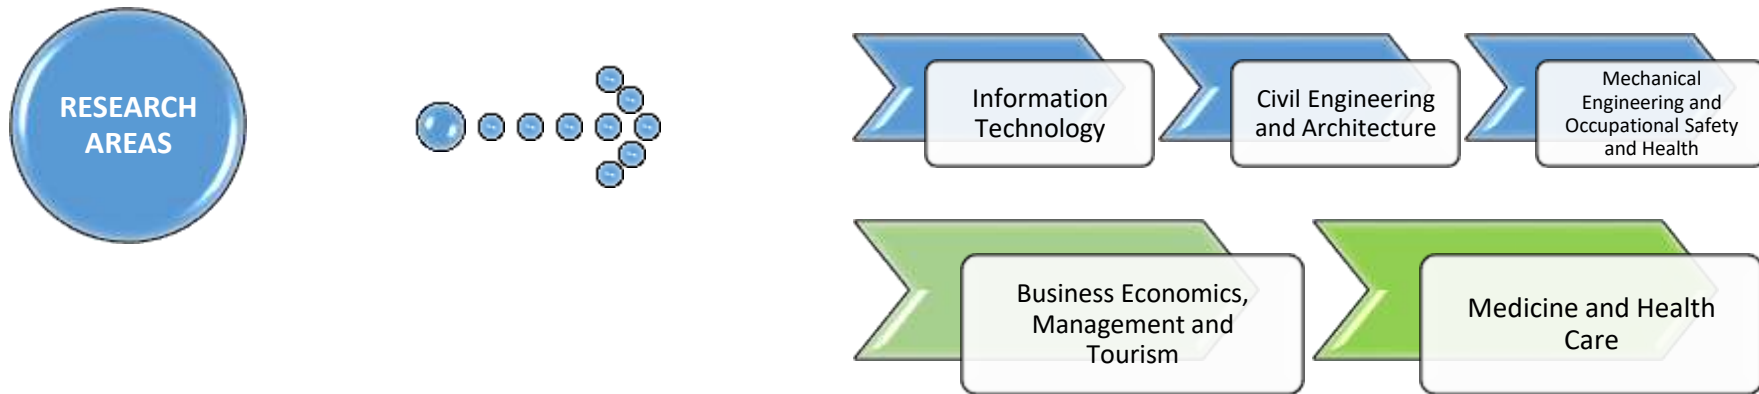 RESEARCH
AREAS
Information
Technology
Civil Engineering
and Architecture
Mechanical
Engineering and
Occupational Safety
and Health
Business Economics,
Management and
Tourism
Medicine and Health
Care